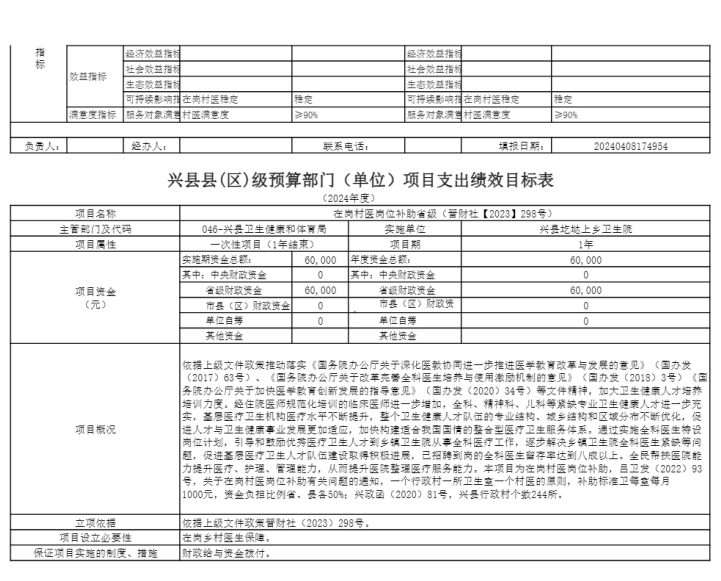 指
标
效益指标
经济效益指标
经济效益指标
社会效益指标
社会效益指标
生态效益指标
生态效益指标
可持续影响指 在岗村医稳定 稳定 可持续影响指 在岗村医稳定 稳定
满意度指标 服务对象满意 村医满意度 ≥90% 服务对象满意 村医满意度 ≥90%
负责人： 经办人： 联系电话： 填报日期： 20240408174954
兴县县(区)级预算部门（单位）项目支出绩效目标表
（2024年度）
项目名称 在岗村医岗位补助省级（晋财社【2023】298号）
主管部门及代码 046-兴县卫生健康和体育局 实施单位 兴县圪垯上乡卫生院
项目属性 一次性项目（1年结束） 项目期 1年
项目资金
（元）
实施期资金总额： 60,000 年度资金总额： 60,000
其中：中央财政资金 0 其中：中央财政资金 0
省级财政资金 60,000 省级财政资金 60,000
市县（区）财政资金 0 市县（区）财政资 0
单位自筹 0 单位自筹 0
其他资金 其他资金
项目概况
依据上级文件政策推动落实《国务院办公厅关于深化医教协同进一步推进医学教育改革与发展的意见》（国办发
（2017）63号）、《国务院办公厅关于改革完善全科医生培养与使用激励机制的意见》（国办发（2018）3号）《国
务院办公厅关于加快医学教育创新发展的指导意见》（国办发（2020）34号）等文件精神，加大卫生健康人才培养
培训力度。经住院医师规范化培训的临床医师进一步增加，全科、精神科、儿科等紧缺专业卫生健康人才进一步充
实，基层医疗卫生机构医疗水平不断提升，整个卫生健康人才队伍的专业结构、城乡结构和区域分布不断优化，促
进人才与卫生健康事业发展更加适应，加快构建适合我国国情的整合型医疗卫生服务体系。通过实施全科医生特设
岗位计划，引导和鼓励优秀医疗卫生人才到乡镇卫生院从事全科医疗工作，逐步解决乡镇卫生院全科医生紧缺等问
题，促进基层医疗卫生人才队伍建设取得积极进展，已招聘到岗的全科医生留存率达到八成以上，全民帮扶医院能
力提升医疗、护理、管理能力，从而提升医院整理医疗服务能力。本项目为在岗村医岗位补助，吕卫发（2022）93
号，关于在岗村医岗位补助有关问题的通知，一个行政村一所卫生室一个村医的原则，补助标准卫每室每月
1000元，资金负担比例省、县各50%；兴政函（2020）81号，兴县行政村个数244所。
立项依据 依据上级文件政策晋财社（2023）298号。
项目设立必要性 在岗乡村医生保障。
保证项目实施的制度、措施 财政给与资金拨付。